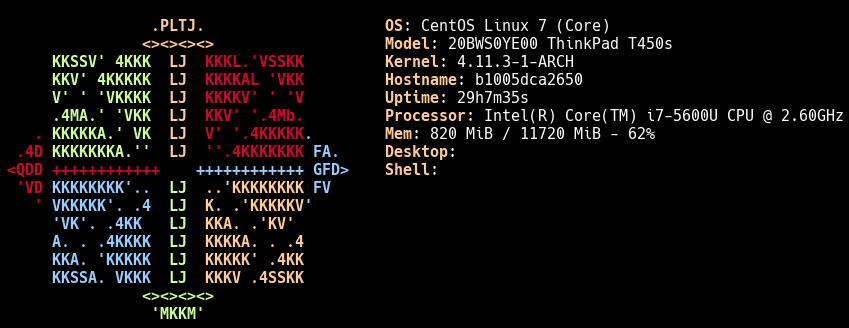 .PLTJ. OS: CentOS Linux 7 (Core)
<><><><> Model: 20BWS0YE00 ThinkPad T450s
KKSSV' 4KKK LJ KKKL.'VSSKK Kernel: 4.11.3-1-ARCH
KKV' 4KKKKK LJ KKKKAL 'VKK Hostname: b1005dca2650
V' ' 'VKKKK LJ KKKKV' ' 'V Uptime: 29h7m35s
.4MA.' 'VKK LJ KKV' '.4Mb. Processor: Intel(R) Core(TM) i7-5600U CPU @ 2.60GHz
. KKKKKA.' VK LJ V' '.4KKKKK. Mem: 820 MiB / 11720 MiB - 62%
.4D KKKKKKKA.'' LJ ''.4KKKKKKK FA. Desktop:
<QDD ++++++++++++ ++++++++++++ GFD> Shell:
'VD KKKKKKKK'.. LJ ..'KKKKKKKK FV
' VKKKKK'. .4 LJ K. .'KKKKKV'
'VK'. .4KK LJ KKA. .'KV'
A. . .4KKKK LJ KKKKA. . .4
KKA. 'KKKKK LJ KKKKK' .4KK
KKSSA. VKKK LJ KKKV .4SSKK
<><><><>
'MKKM'